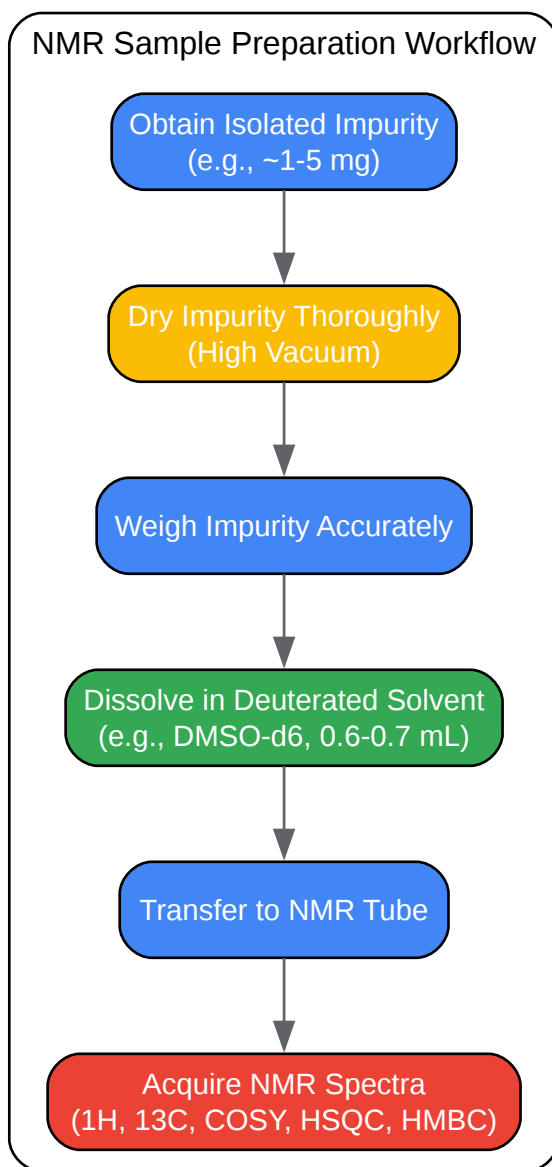 NMR Sample Preparation Workflow
Obtain Isolated Impurity
(e.g., ~1-5 mg)
Dry Impurity Thoroughly
(High Vacuum)
Weigh Impurity Accurately
Dissolve in Deuterated Solvent
(e.g., DMSO-d6, 0.6-0.7 mL)
Transfer to NMR Tube
Acquire NMR Spectra
(1H, 13C, COSY, HSQC, HMBC)